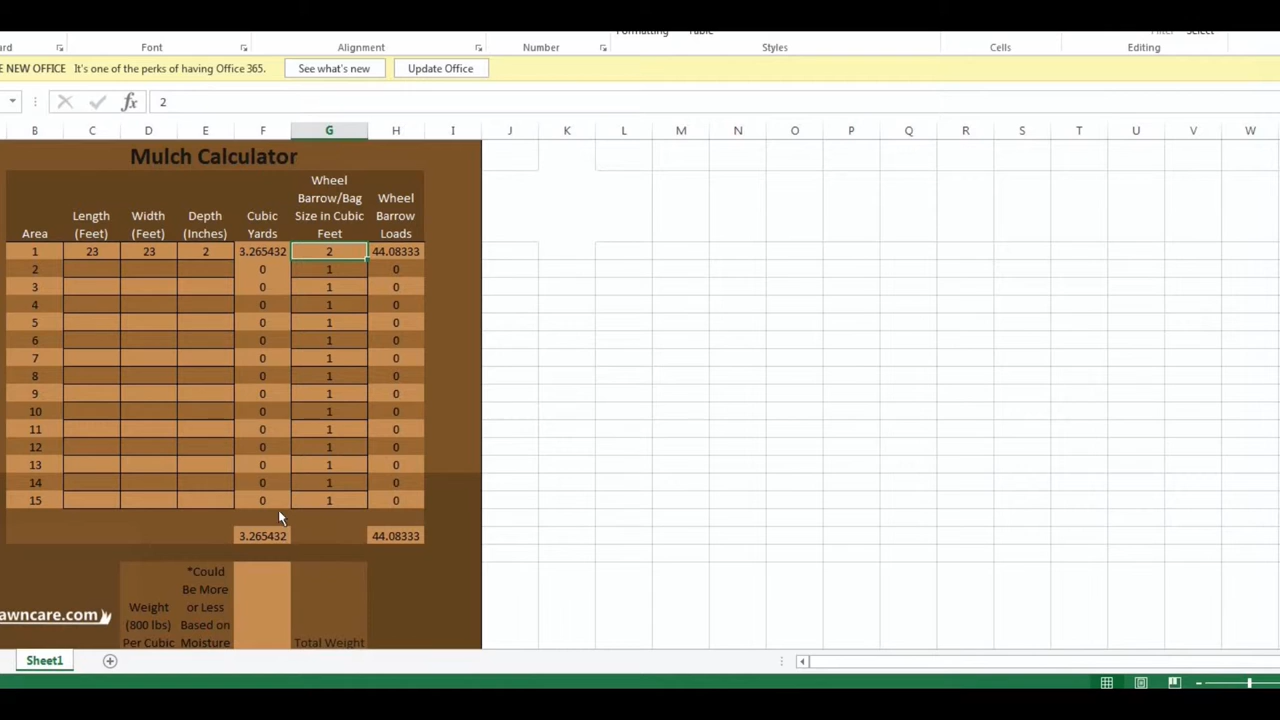 ard Font Alignment Number Styles Cells Editing
E NEW OFFICE It's one of the perks of having Office 365. See what's new Update Office
fx 2
B C D E F G H I J K L M N O P Q R S T U V W
Mulch Calculator
Area
Length
(Feet)
Width
(Feet)
Depth
(Inches)
Cubic
Yards
Wheel
Barrow/Bag
Size in Cubic
Feet
Wheel
Barrow
Loads
1 23 23 2 3.265432 2 44.08333
2 0 1 0
3 0 1 0
4 0 1 0
5 0 1 0
6 0 1 0
7 0 1 0
8 0 1 0
9 0 1 0
10 0 1 0
11 0 1 0
12 0 1 0
13 0 1 0
14 0 1 0
15 0 1 0
3.265432 44.08333
awncare.com
Weight
(800 lbs)
Per Cubic
*Could
Be More
or Less
Based on
Moisture
Total Weight
Sheet1